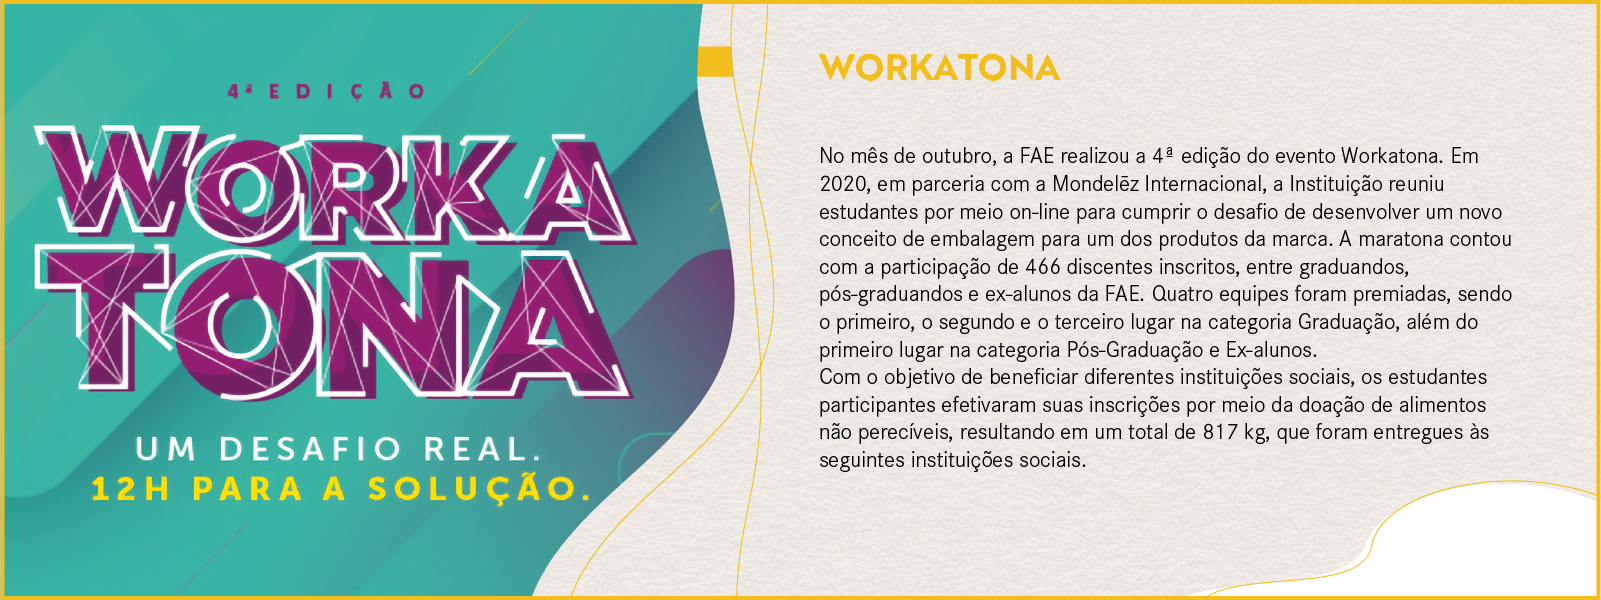 4ª EDIÇÃO
WORKA
TONA
UM DESAFIO REAL.
12H PARA A SOLUÇÃO.
WORKATONA
No mês de outubro, a FAE realizou a 4ª edição do evento Workatona. Em
2020, em parceria com a Mondelēz Internacional, a Instituição reuniu
estudantes por meio on-line para cumprir o desafio de desenvolver um novo
conceito de embalagem para um dos produtos da marca. A maratona contou
com a participação de 466 discentes inscritos, entre graduandos,
pós-graduandos e ex-alunos da FAE. Quatro equipes foram premiadas, sendo
o primeiro, o segundo e o terceiro lugar na categoria Graduação, além do
primeiro lugar na categoria Pós-Graduação e Ex-alunos.
Com o objetivo de beneficiar diferentes instituições sociais, os estudantes
participantes efetivaram suas inscrições por meio da doação de alimentos
não perecíveis, resultando em um total de 817 kg, que foram entregues às
seguintes instituições sociais.